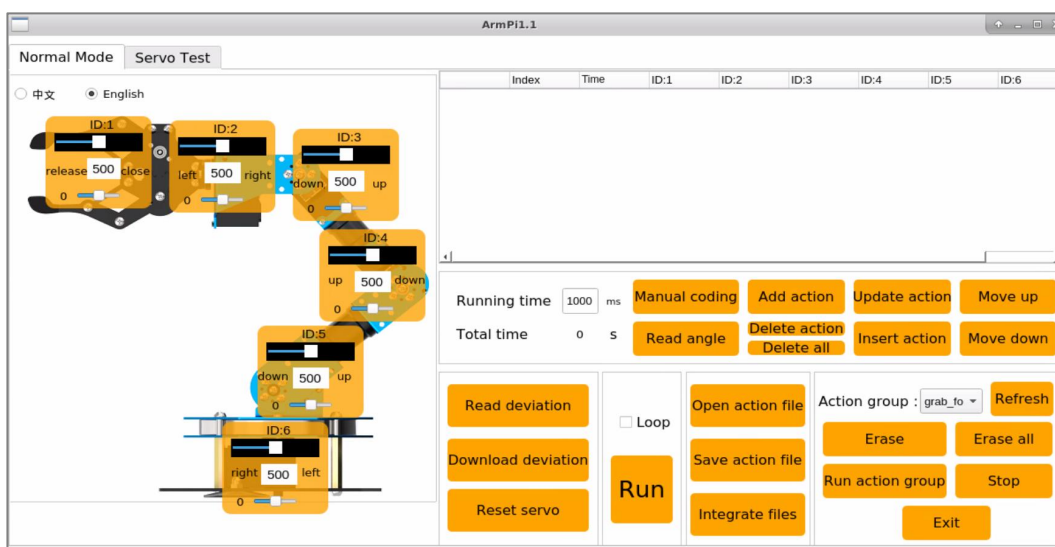 ArmPi1.1
Normal Mode Servo Test
中文 English
Index Time ID:1 ID:2 ID:3 ID:4 ID:5 ID:6
ID:1
release 500 close
0
ID:2
left 500 right
0
ID:3
down 500 up
0
ID:4
up 500 down
0
ID:5
down 500 up
0
ID:6
right 500 left
0
Running time 1000 ms
Total time 0 S
Manual coding Add action Update action Move up
Read angle Delete action Insert action Move down
Delete all
Read deviation
Download deviation
Reset servo
Loop
Run
Open action file
Save action file
Integrate files
Action group : grab_fo Refresh
Erase Erase all
Run action group Stop
Exit